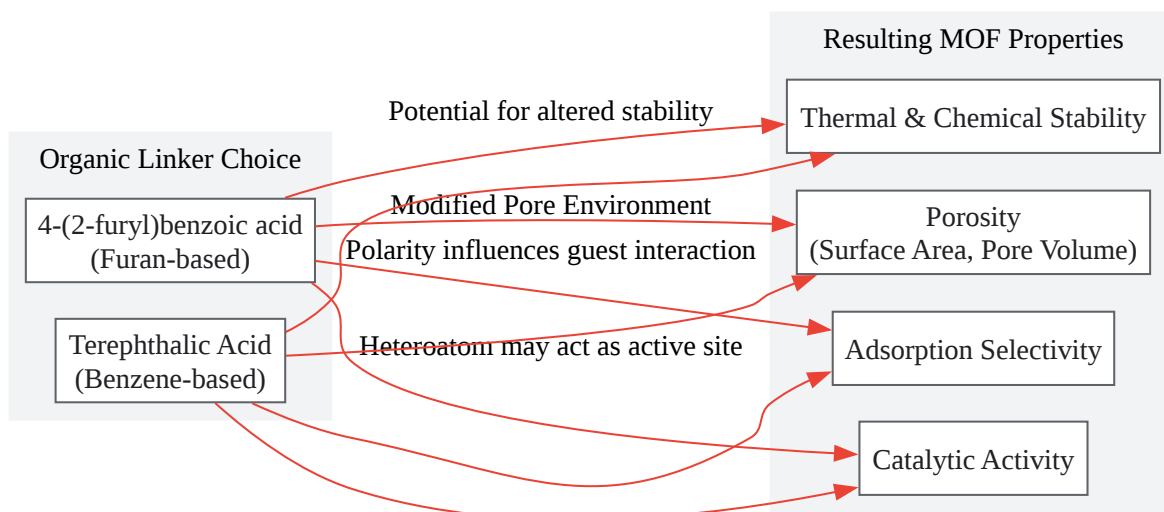 Organic Linker Choice
4-(2-furyl)benzoic acid
(Furan-based)
Terephthalic Acid
(Benzene-based)
Potential for altered stability
Modified Pore Environment
Polarity influences guest interaction
Heteroatom may act as active site
Resulting MOF Properties
Thermal & Chemical Stability
Porosity
(Surface Area, Pore Volume)
Adsorption Selectivity
Catalytic Activity